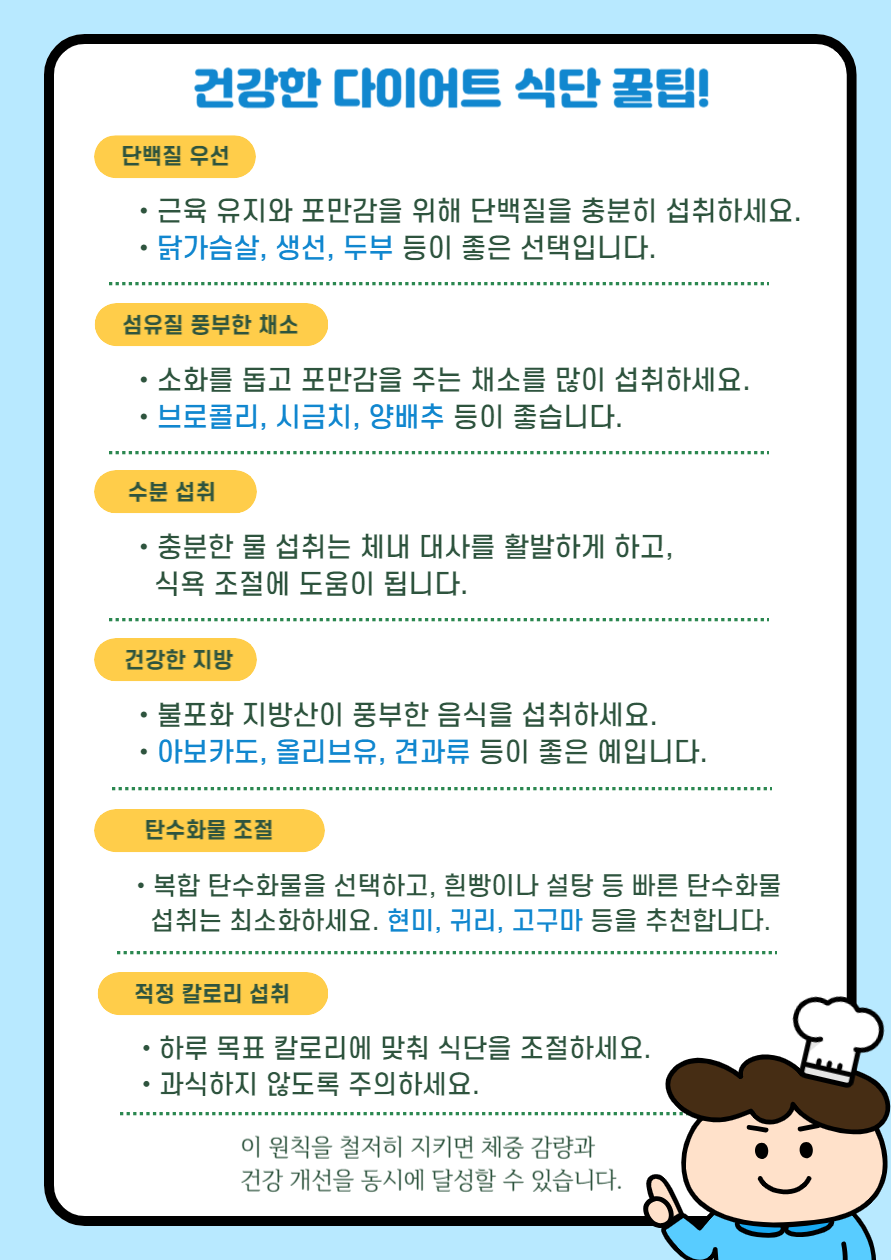 건강한 다이어트 식단 꿀팁!
단백질 우선
• 근육 유지와 포만감을 위해 단백질을 충분히 섭취하세요.
• 닭가슴살, 생선, 두부 등이 좋은 선택입니다.
섬유질 풍부한 채소
• 소화를 돕고 포만감을 주는 채소를 많이 섭취하세요.
• 브로콜리, 시금치, 양배추 등이 좋습니다.
수분 섭취
• 충분한 물 섭취는 체내 대사를 활발하게 하고,
식욕 조절에 도움이 됩니다.
건강한 지방
• 불포화 지방산이 풍부한 음식을 섭취하세요.
• 아보카도, 올리브유, 견과류 등이 좋은 예입니다.
탄수화물 조절
• 복합 탄수화물을 선택하고, 흰빵이나 설탕 등 빠른 탄수화물
섭취는 최소화하세요. 현미, 귀리, 고구마 등을 추천합니다.
적정 칼로리 섭취
• 하루 목표 칼로리에 맞춰 식단을 조절하세요.
• 과식하지 않도록 주의하세요.
이 원칙을 철저히 지키면 체중 감량과
건강 개선을 동시에 달성할 수 있습니다.